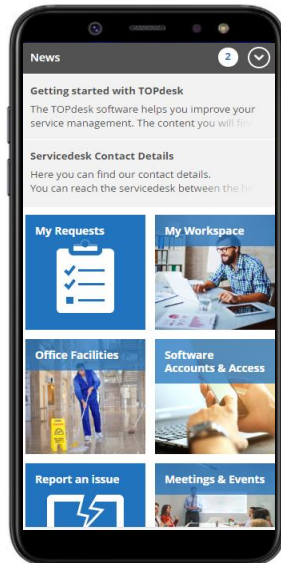 News
2
Getting started with TOPdesk
The TOPdesk software helps you improve your
service management. The content you will find
Servicedesk Contact Details
Here you can find our contact details.
You can reach the servicedesk between the
My Requests
My Workspace
Office Facilities
Software
Accounts & Access
Report an issue
Meetings & Events